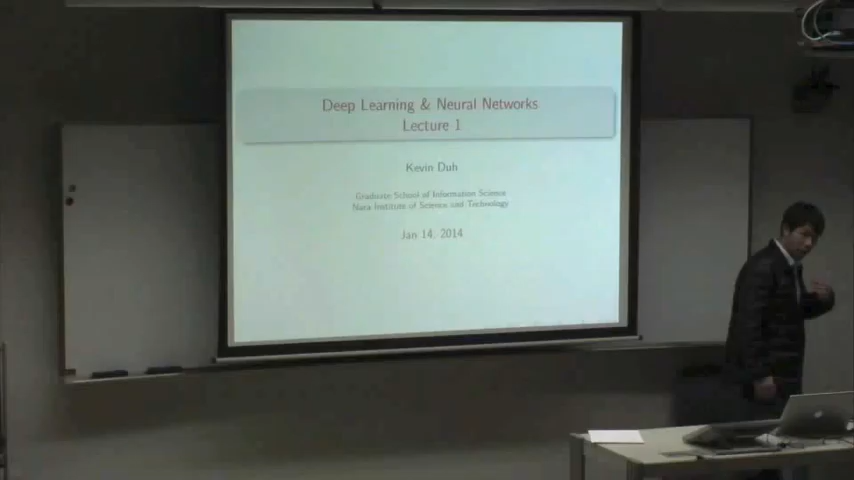 Deep Learning & Neural Networks
Lecture 1
Kevin Duh
Graduate School of Information Science
Nara Institute of Science and Technology
Jan 14, 2014